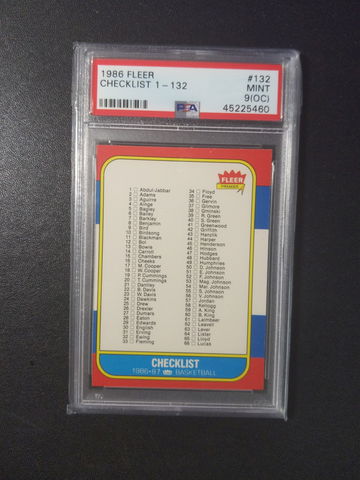 1986 FLEER
CHECKLIST 1-132
#132
MINT
9(OC)
PSA
45225460
FLEER
PREMIER
1 Abdul-Jabbar
2 Adams
3 Aguirre
4 Ainge
5 Bagley
6 Bailey
7 Barkley
8 Benjamin
9 Bird
10 Birdsong
11 Blackman
12 Bol
13 Bowie
14 Carroll
15 Chambers
16 Cheeks
17 M. Cooper
18 W. Cooper
19 P. Cummings
20 T. Cummings
21 Dantley
22 B. Davis
23 W. Davis
24 Dawkins
25 Drew
26 Drexler
27 Dumars
28 Eaton
29 Edwards
30 English
31 Erving
32 Ewing
33 Fleming
34 Floyd
35 Free
36 Gervin
37 Gilmore
38 Gminski
39 R. Green
40 S. Green
41 Greenwood
42 Griffith
43 Hanzlik
44 Harper
45 Henderson
46 Hinson
47 Hodges
48 Hubbard
49 Humphries
50 D. Johnson
51 E. Johnson
52 F. Johnson
53 Mag. Johnson
54 Mar. Johnson
55 S. Johnson
56 V. Johnson
57 Jordan
58 Kellogg
59 A. King
60 B. King
61 Laimbeer
62 Leavell
63 Lever
64 Lister
65 Lloyd
66 Lucas
CHECKLIST
1986-87 BASKETBALL